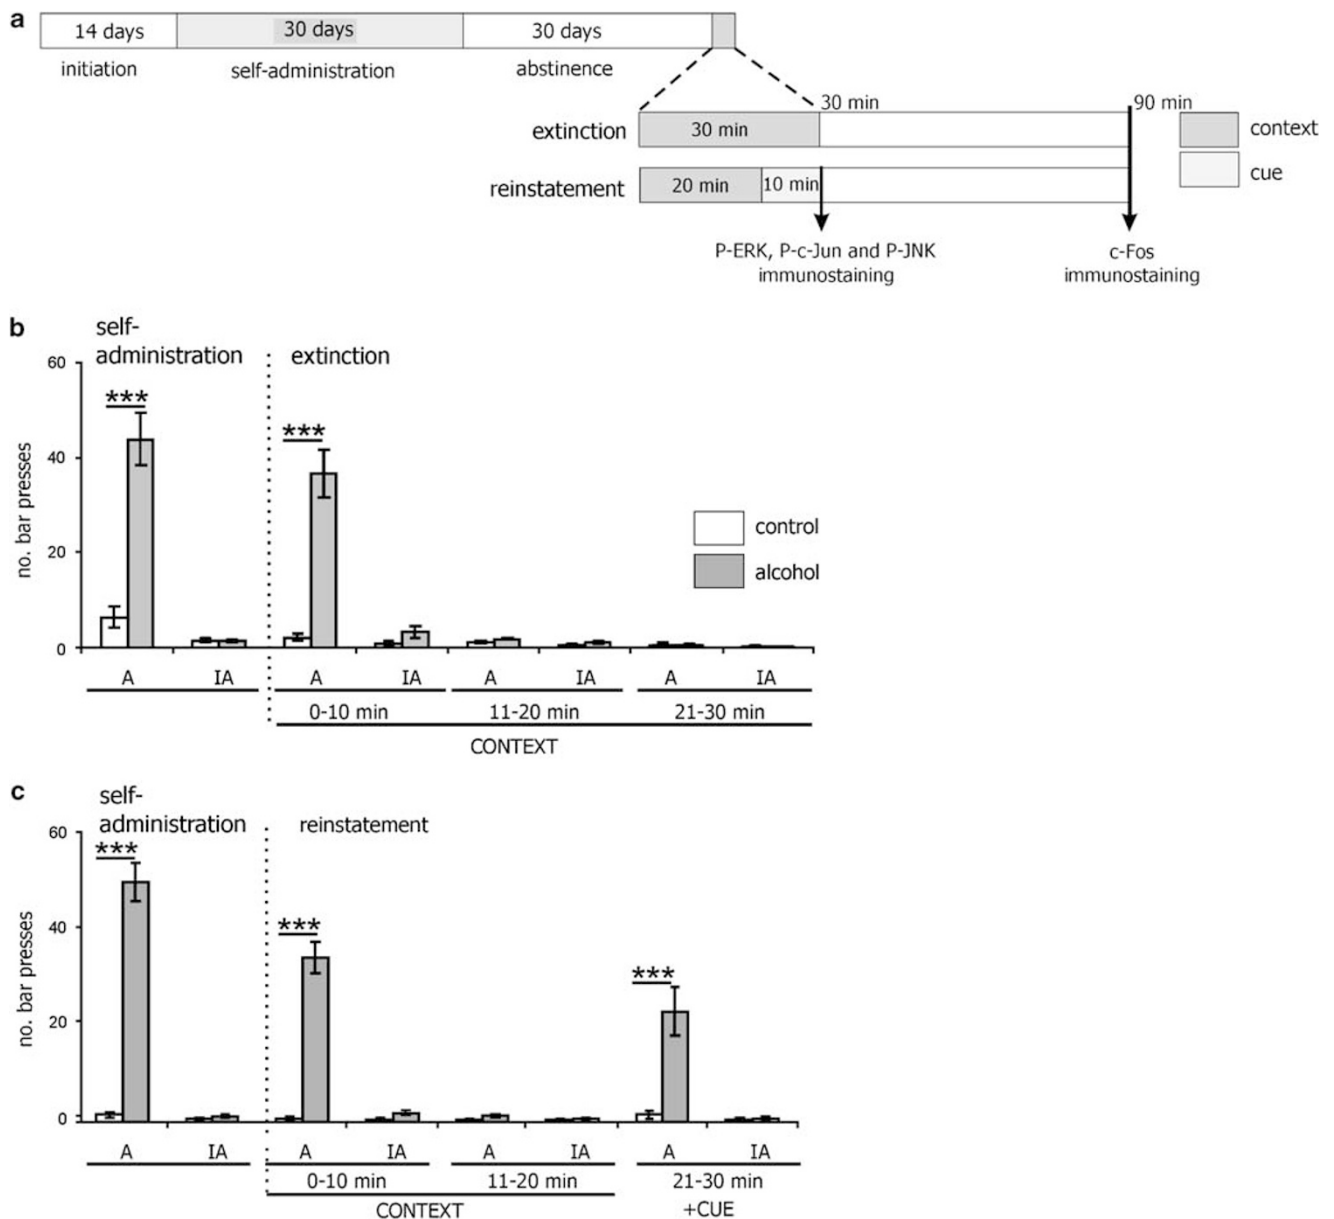 a
14 days 30 days 30 days
initiation self-administration abstinence
30 min 90 min
extinction 30 min context
reinstatement 20 min 10 min cue
P-ERK, P-c-Jun and P-JNK
immunostaining
c-Fos
immunostaining
b
self-
administration extinction
60
***
***
40
20
0
no. bar presses
control
alcohol
A IA A IA A IA A IA
0-10 min 11-20 min 21-30 min
CONTEXT
c
self-
administration reinstatement
60
***
***
***
40
20
0
no. bar presses
A IA A IA A IA A IA
0-10 min 11-20 min 21-30 min
CONTEXT +CUE